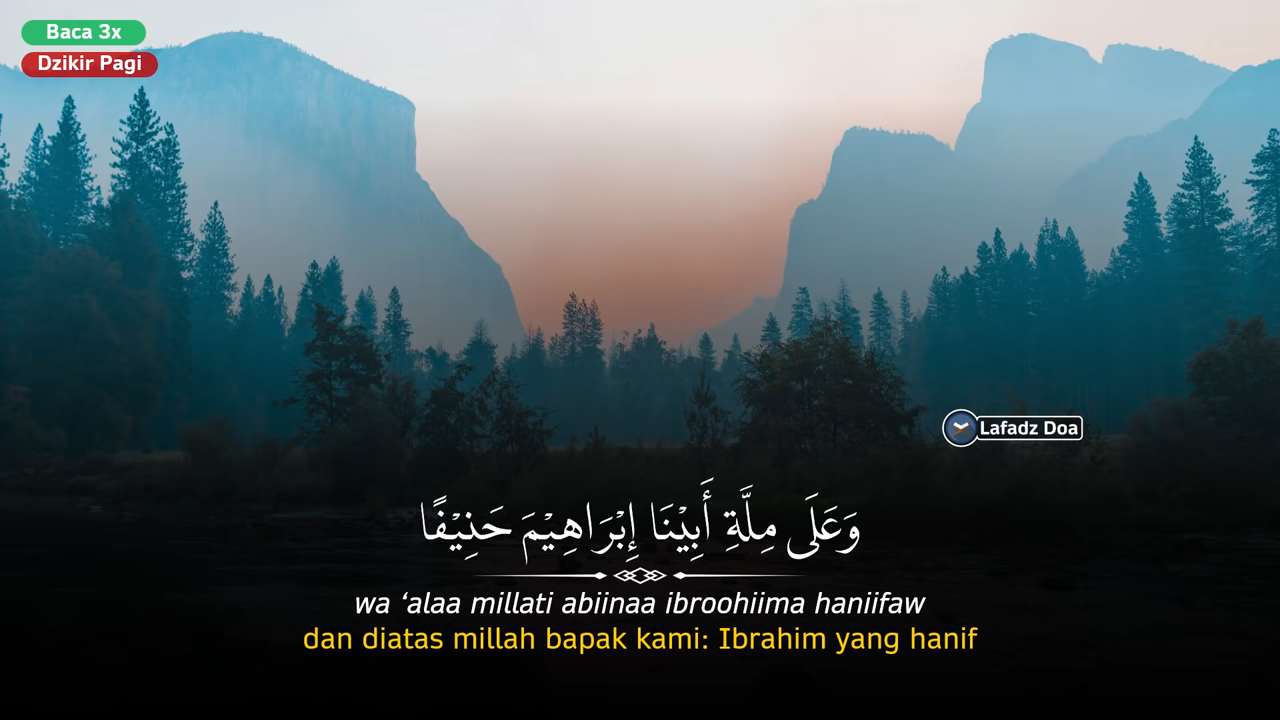 Baca 3x
Dzikir Pagi
Lafadz Doa
وَعَلَى مِلَّةِ أَبِيْنَا إِبْرَاهِيْمَ حَنِيْفًا
wa ‘alaa millati abiinaa ibroohiima haniifaw
dan diatas millah bapak kami: Ibrahim yang hanif